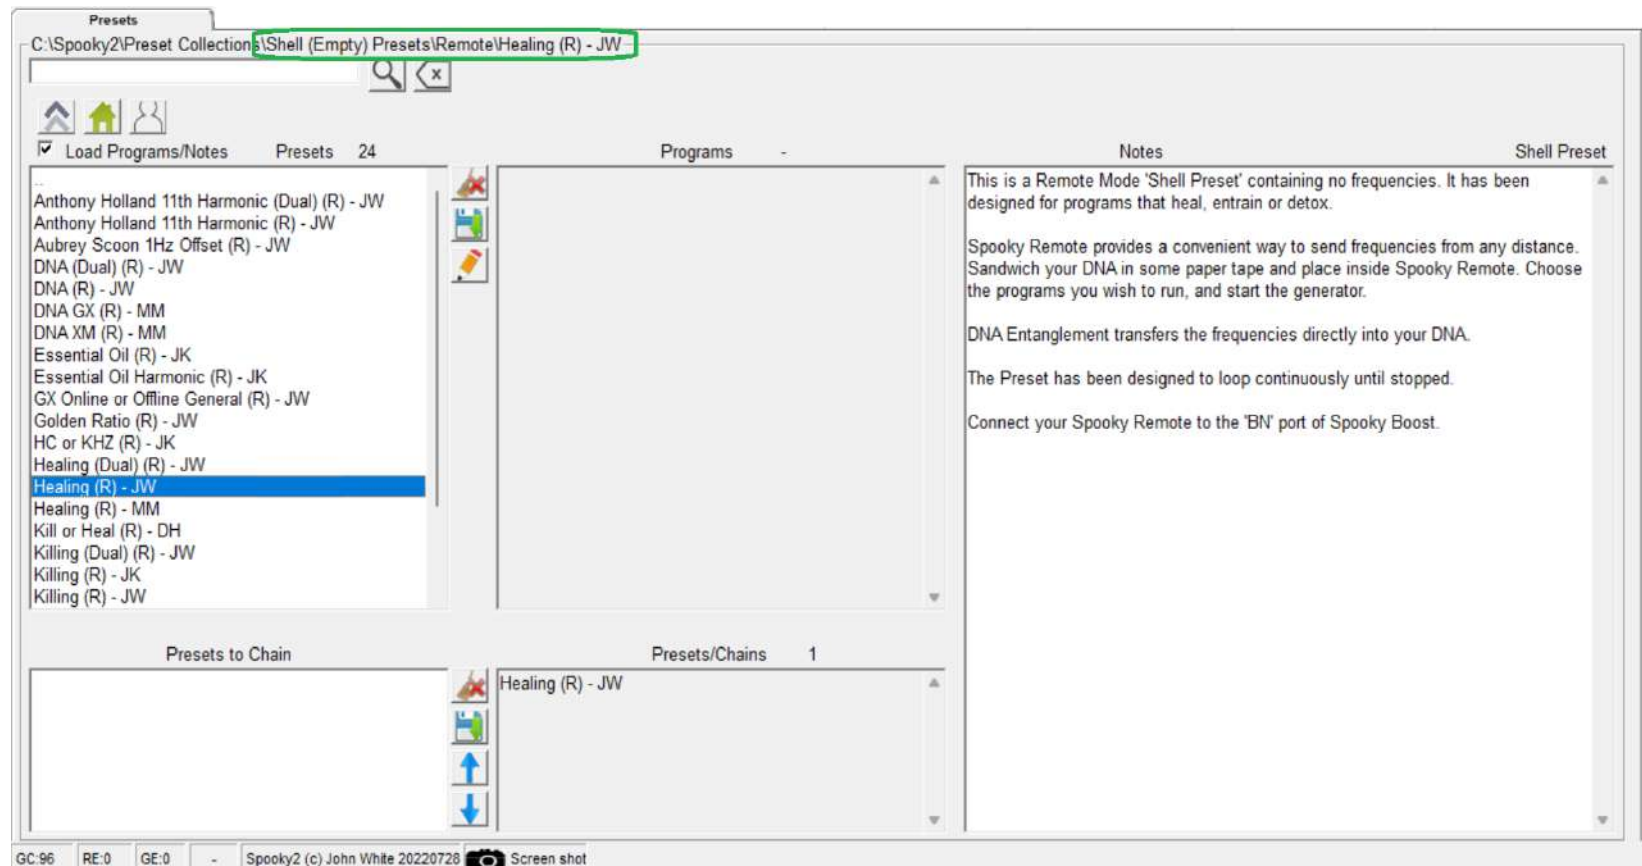 Presets
C:\Spooky2\Preset Collections\Shell (Empty) Presets\Remote\Healing (R) - JW
Load Programs/Notes Presets 24
Programs -
Notes
Shell Preset
..
Anthony Holland 11th Harmonic (Dual) (R) - JW
Anthony Holland 11th Harmonic (R) - JW
Aubrey Scoon 1Hz Offset (R) - JW
DNA (Dual) (R) - JW
DNA (R) - JW
DNA GX (R) - MM
DNA XM (R) - MM
Essential Oil (R) - JK
Essential Oil Harmonic (R) - JK
GX Online or Offline General (R) - JW
Golden Ratio (R) - JW
HC or KHZ (R) - JK
Healing (Dual) (R) - JW
Healing (R) - JW
Healing (R) - MM
Kill or Heal (R) - DH
Killing (Dual) (R) - JW
Killing (R) - JK
Killing (R) - JW
This is a Remote Mode 'Shell Preset' containing no frequencies. It has been
designed for programs that heal, entrain or detox.
Spooky Remote provides a convenient way to send frequencies from any distance.
Sandwich your DNA in some paper tape and place inside Spooky Remote. Choose
the programs you wish to run, and start the generator.
DNA Entanglement transfers the frequencies directly into your DNA.
The Preset has been designed to loop continuously until stopped.
Connect your Spooky Remote to the 'BN' port of Spooky Boost.
Presets to Chain
Presets/Chains 1
Healing (R) - JW
GC:96 RE:0 GE:0 - Spooky2 (c) John White 20220728 Screen shot